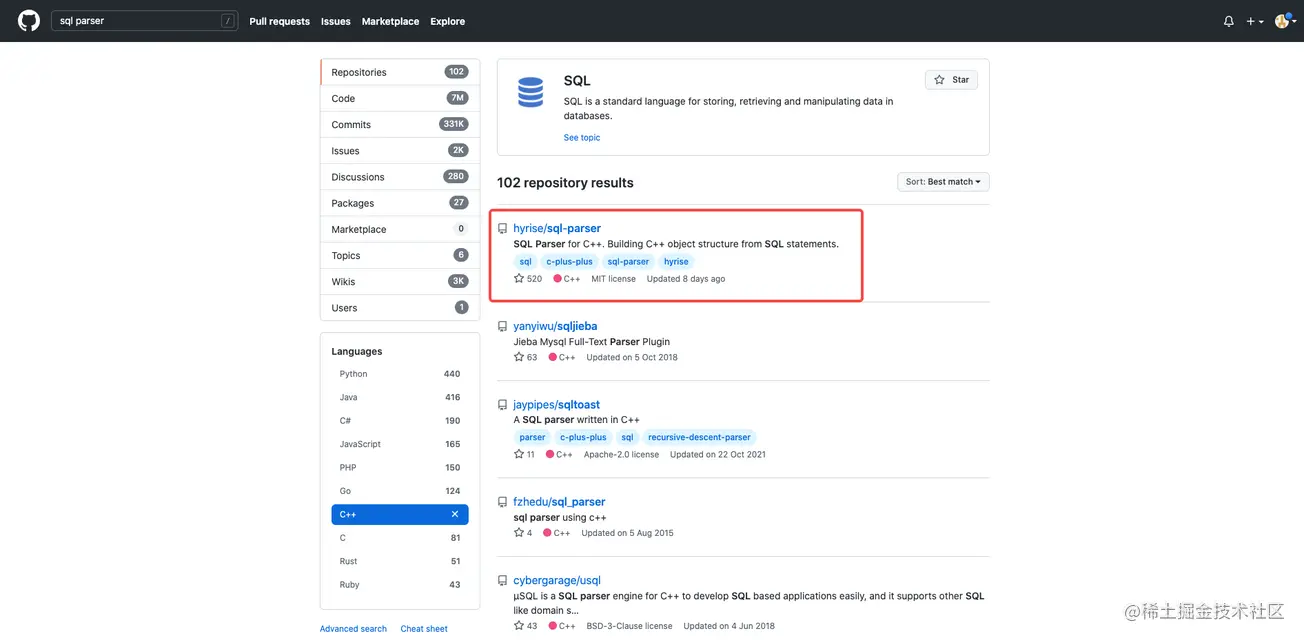 sql parser /
Pull requests Issues Marketplace Explore
Repositories 102
Code 7M
Commits 331K
Issues 2K
Discussions 280
Packages 27
Marketplace 0
Topics 6
Wikis 3K
Users 1
Languages
Python 440
Java 416
C# 190
JavaScript 165
PHP 150
Go 124
C++ ×
C 81
Rust 51
Ruby 43
Advanced search Cheat sheet
SQL
Star
SQL is a standard language for storing, retrieving and manipulating data in
databases.
See topic
102 repository results
Sort: Best match
hyrise/sql-parser
SQL Parser for C++. Building C++ object structure from SQL statements.
sql c-plus-plus sql-parser hyrise
520 C++ MIT license Updated 8 days ago
yanyiwu/sqljieba
Jieba Mysql Full-Text Parser Plugin
63 C++ Updated on 5 Oct 2018
jaypipes/sqltoast
A SQL parser written in C++
parser c-plus-plus sql recursive-descent-parser
11 C++ Apache-2.0 license Updated on 22 Oct 2021
fzhedu/sql_parser
sql parser using c++
4 C++ Updated on 5 Aug 2015
cybergarage/usql
μSQL is a SQL parser engine for C++ to develop SQL based applications easily, and it supports other SQL
like domain s...
43 C++ BSD-3-Clause license Updated on 4 Jun 2018
@稀土掘金技术社区